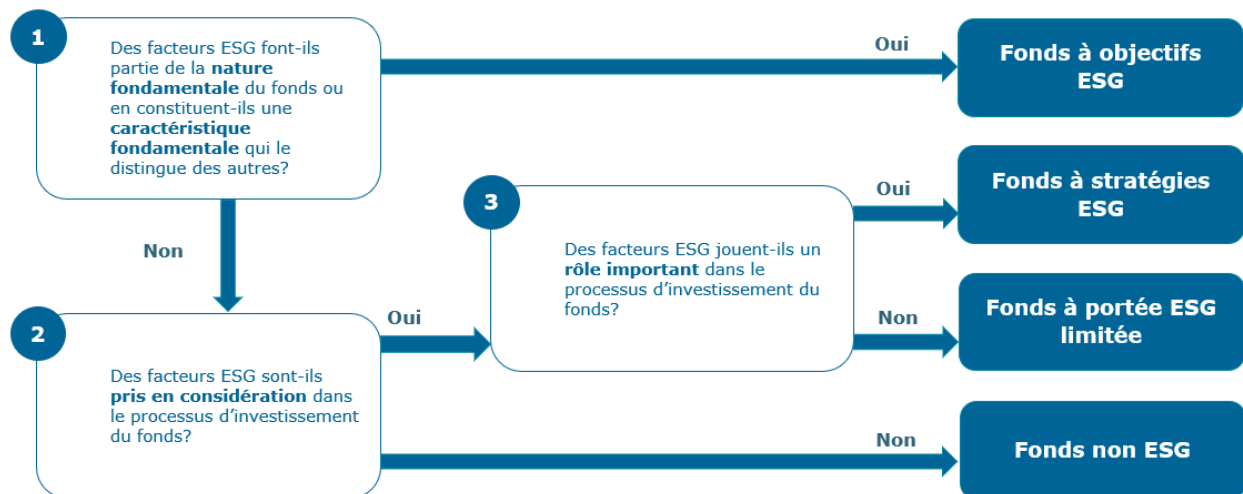 1
Des facteurs ESG font-ils
partie de la nature
fondamentale du fonds ou
en constituent-ils une
caractéristique
fondamentale qui le
distingue des autres?
Oui
Fonds à objectifs
ESG
Non
2
Des facteurs ESG sont-ils
pris en considération dans
le processus d'investissement
du fonds?
Oui
3
Des facteurs ESG jouent-ils un
rôle important dans le
processus d'investissement du
fonds?
Oui
Fonds à stratégies
ESG
Non
Fonds à portée ESG
limitée
Non
Fonds non ESG